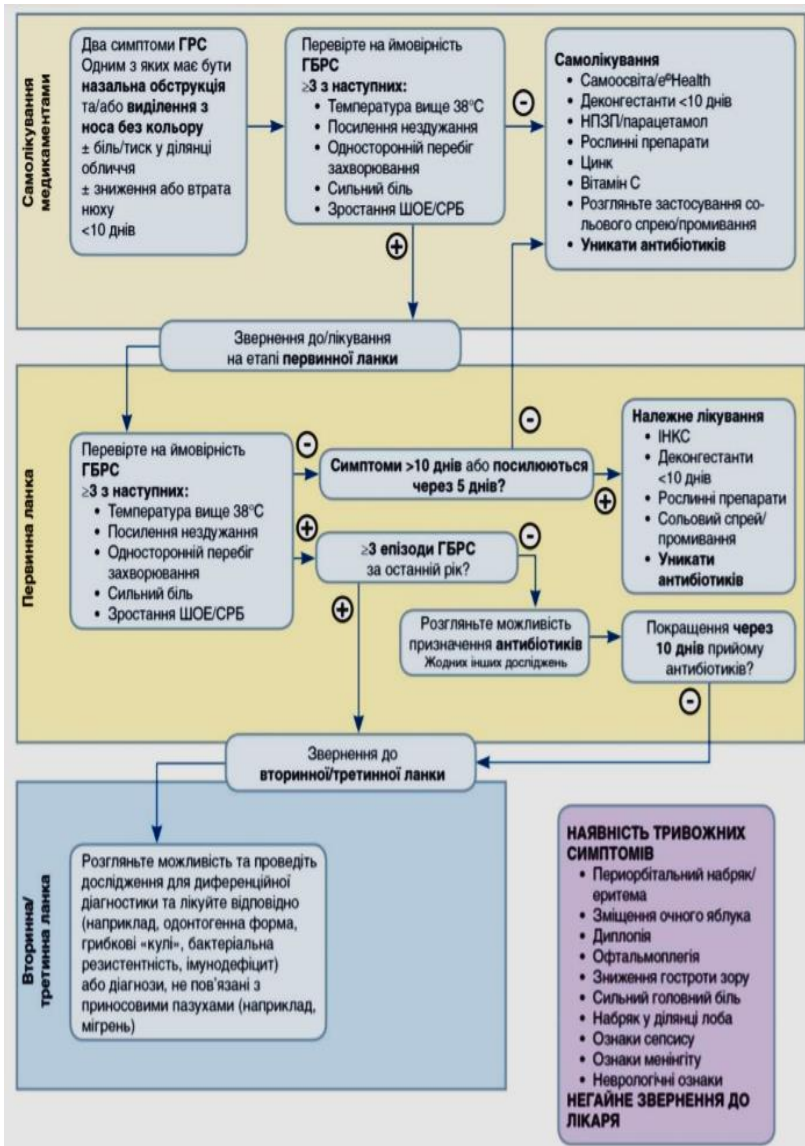 Самолікування
медикаментами
Два симптоми ГРС
Одним з яких має бути
назальна обструкція
та/або виділення з
носа без кольору
± біль/тиск у ділянці
обличчя
± зниження або втрата
нюху
<10 днів
Перевірте на ймовірність
ГБРС
≥3 з наступних:
• Температура вище 38°C
• Посилення нездужання
• Односторонній перебіг
захворювання
• Сильний біль
• Зростання ШОЕ/СРБ
-
+
Самолікування
• Самоосвіта/eᵖHealth
• Деконгестанти <10 днів
• НПЗП/парацетамол
• Рослинні препарати
• Цинк
• Вітамін С
• Розгляньте застосування со-
льового спрею/промивання
• Уникати антибіотиків
Звернення до/лікування
на етапі первинної ланки
Первинна ланка
Перевірте на ймовірність
ГБРС
≥3 з наступних:
• Температура вище 38°C
• Посилення нездужання
• Односторонній перебіг
захворювання
• Сильний біль
• Зростання ШОЕ/СРБ
-
Симптоми >10 днів або посилюються
через 5 днів?
-
+
Належне лікування
• ІНКС
• Деконгестанти
<10 днів
• Рослинні препарати
• Сольовий спрей/
промивання
• Уникати
антибіотиків
+
≥3 епізоди ГБРС
за останній рік?
-
+
Розгляньте можливість
призначення антибіотиків
Жодних інших досліджень
Покращення через
10 днів прийому
антибіотиків?
-
Звернення до
вторинної/третинної ланки
Вторинна/
третинна ланка
Розгляньте можливість та проведіть
дослідження для диференційної
діагностики та лікуйте відповідно
(наприклад, одонтогенна форма,
грибкові «кулі», бактеріальна
резистентність, імунодефіцит)
або діагнози, не пов'язані з
приносовими пазухами (наприклад,
мігрень)
НАЯВНІСТЬ ТРИВОЖНИХ
СИМПТОМІВ
• Периорбітальний набряк/
еритема
• Зміщення очного яблука
• Диплопія
• Офтальмоплегія
• Зниження гостроти зору
• Сильний головний біль
• Набряк у ділянці лоба
• Ознаки сепсису
• Ознаки менінгіту
• Неврологічні ознаки
НЕГАЙНЕ ЗВЕРНЕННЯ ДО
ЛІКАРЯ